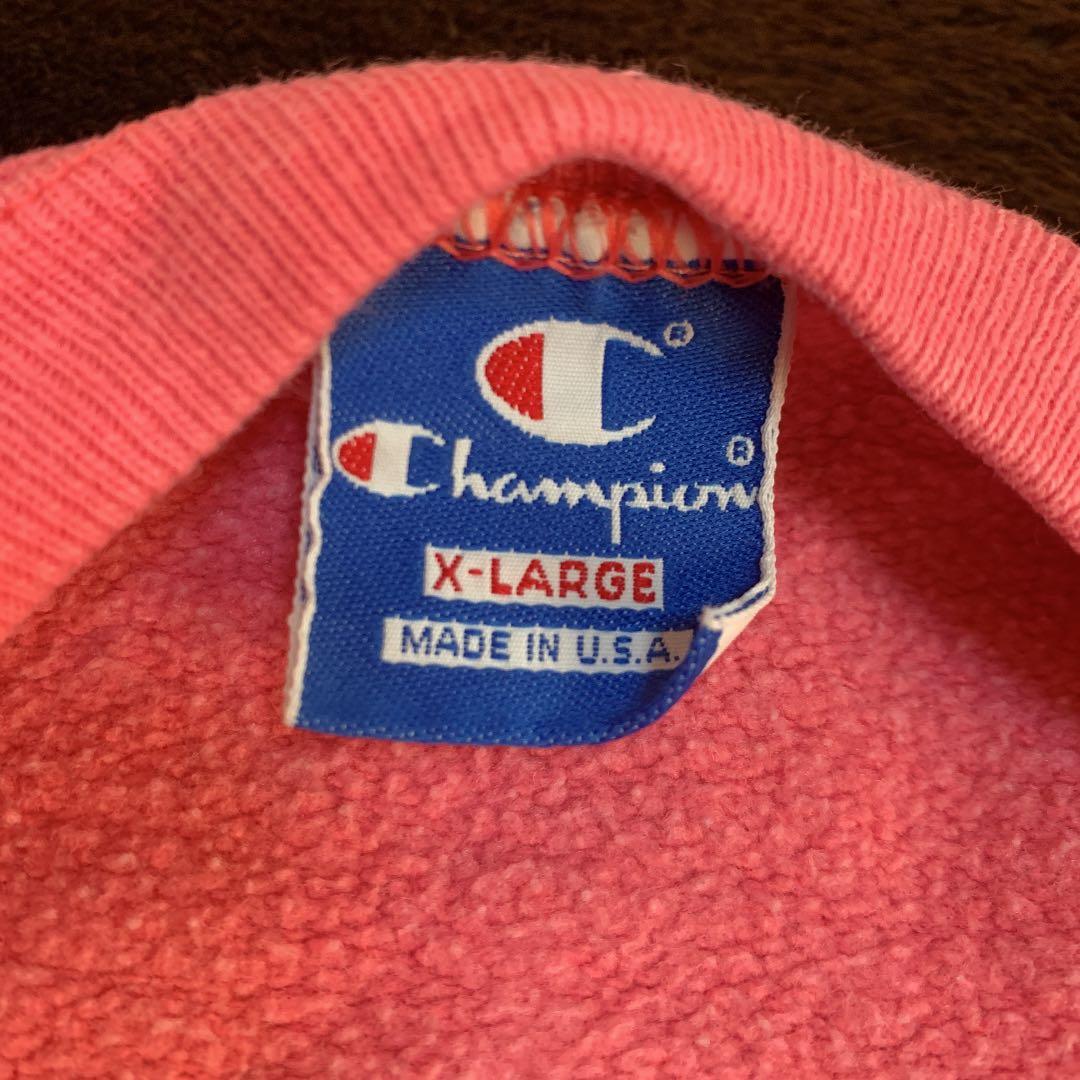 C®
Champion®
X-LARGE
MADE IN U.S.A.